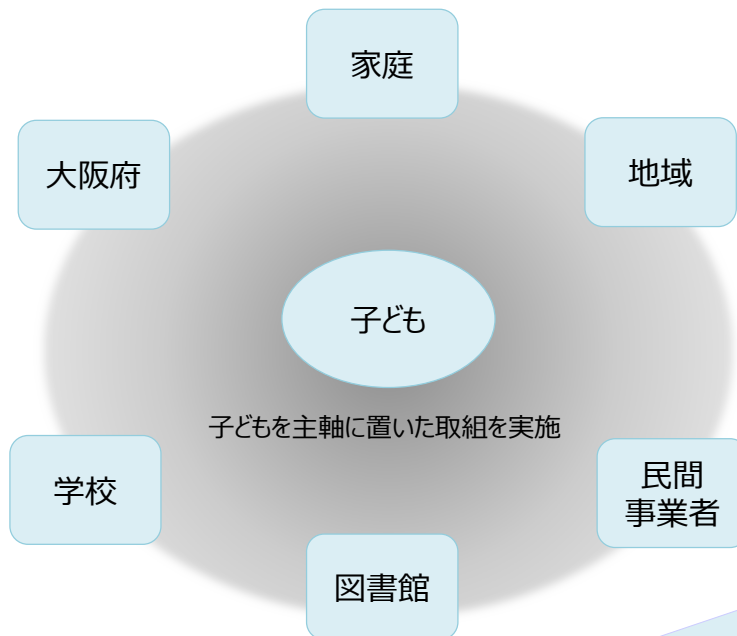 家庭
大阪府
地域
子ども
子どもを主軸に置いた取組を実施
学校
民間
事業者
図書館